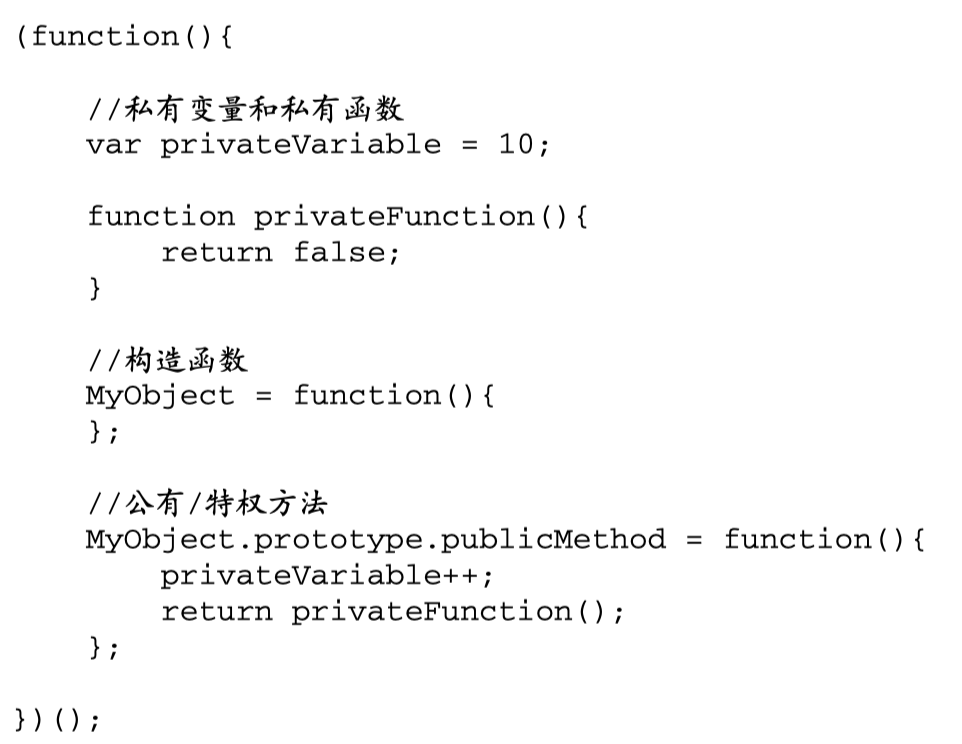 (function(){
//私有变量和私有函数
var privateVariable = 10;
function privateFunction(){
return false;
}
//构造函数
MyObject = function(){
};
//公有/特权方法
MyObject.prototype.publicMethod = function(){
privateVariable++;
return privateFunction();
};
})();